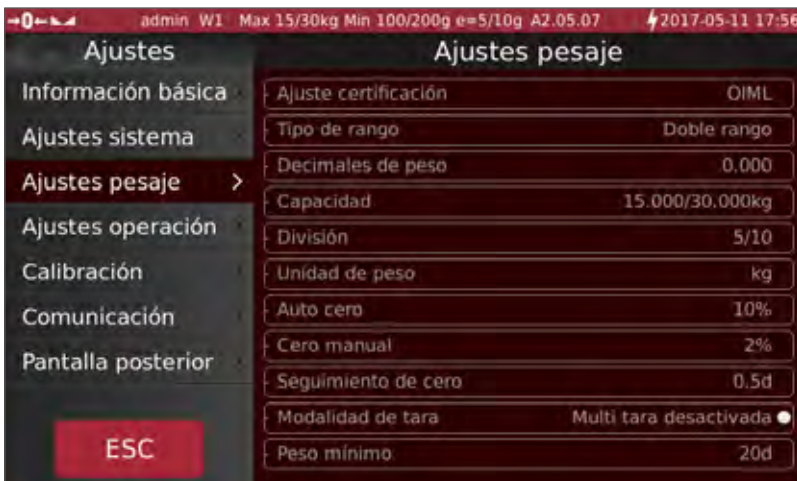 →0← admin W1 Max 15/30kg Min 100/200g e=5/10g A2.05.07 2017-05-11 17:56
Ajustes
Ajustes pesaje
Información básica
Ajustes sistema
Ajustes pesaje >
Ajustes operación
Calibración
Comunicación
Pantalla posterior
ESC
Ajuste certificación OIML
Tipo de rango Doble rango
Decimales de peso 0.000
Capacidad 15.000/30.000kg
División 5/10
Unidad de peso kg
Auto cero 10%
Cero manual 2%
Seguimiento de cero 0.5d
Modalidad de tara Multi tara desactivada
Peso mínimo 20d